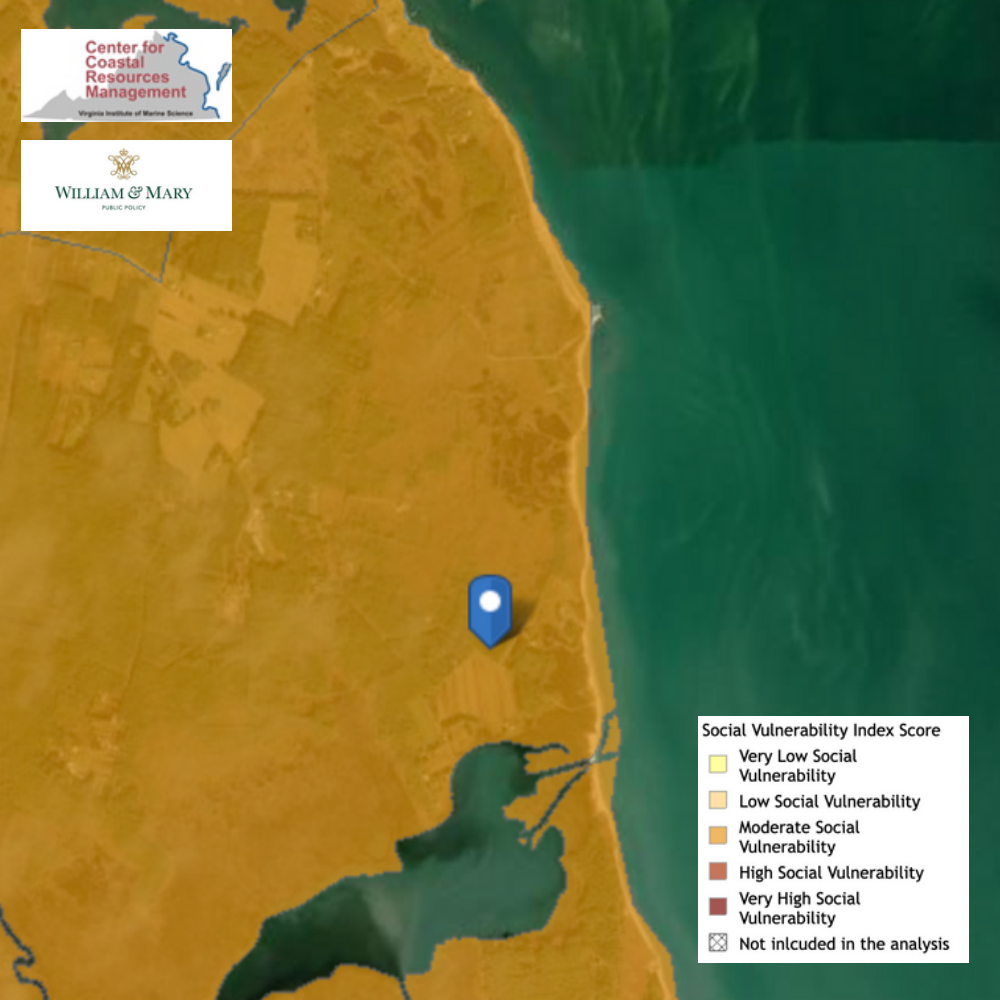 Center for
Coastal
Resources
Management
Virginia Institute of Marine Science
WILLIAM & MARY
PUBLIC POLICY
Social Vulnerability Index Score
Very Low Social
Vulnerability
Low Social Vulnerability
Moderate Social
Vulnerability
High Social Vulnerability
Very High Social
Vulnerability
Not inlcuded in the analysis